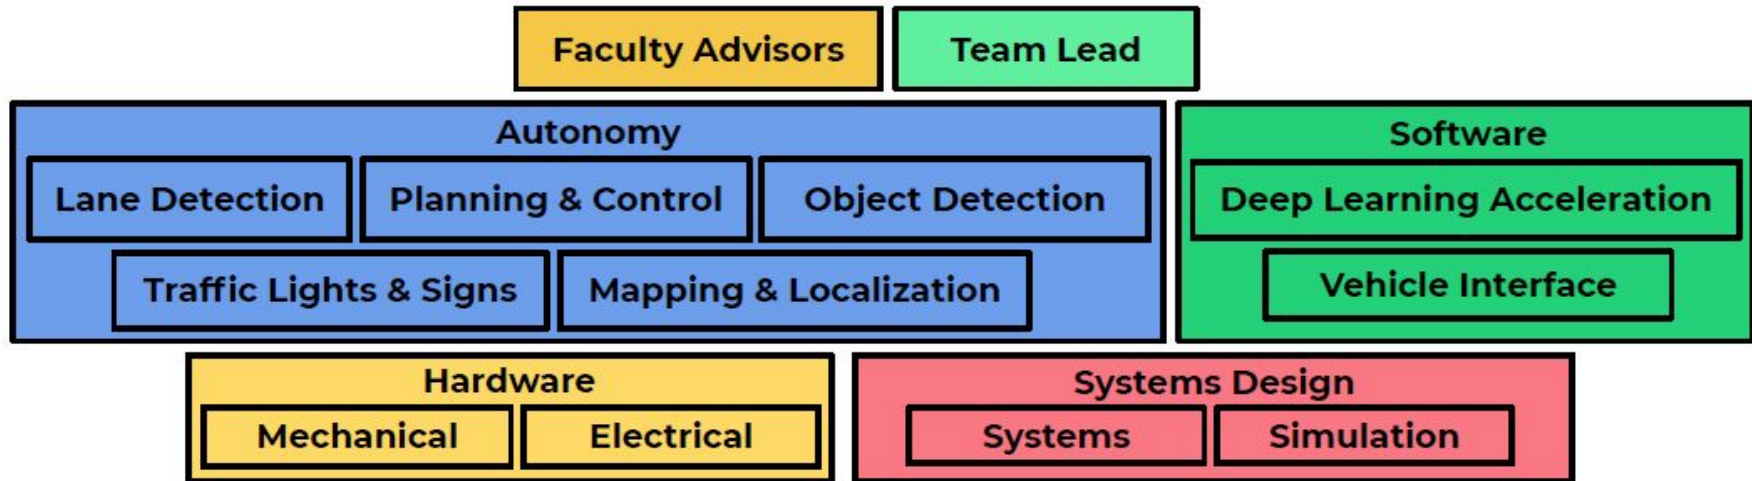 Faculty Advisors
Team Lead
Autonomy
Lane Detection
Planning & Control
Object Detection
Traffic Lights & Signs
Mapping & Localization
Software
Deep Learning Acceleration
Vehicle Interface
Hardware
Mechanical
Electrical
Systems Design
Systems
Simulation